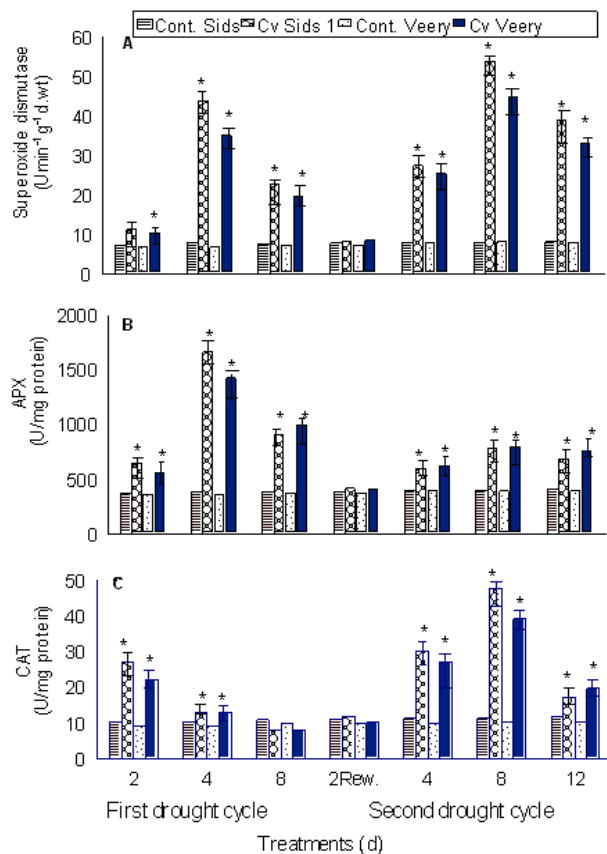 Cont. Sids Cv Sids 1 Cont. Veery Cv Veery
A
Superoxide dismutase
(U min⁻¹ g⁻¹ d.wt)
60
50
40
30
20
10
0
* * * * * * * * * * *
B
APX
(U/mg protein)
2000
1500
1000
500
0
* * * * * * * * * * * *
C
CAT
(U/mg protein)
50
40
30
20
10
0
* * * * * * * * * *
2 4 8 2Rew. 4 8 12
First drought cycle Second drought cycle
Treatments (d)